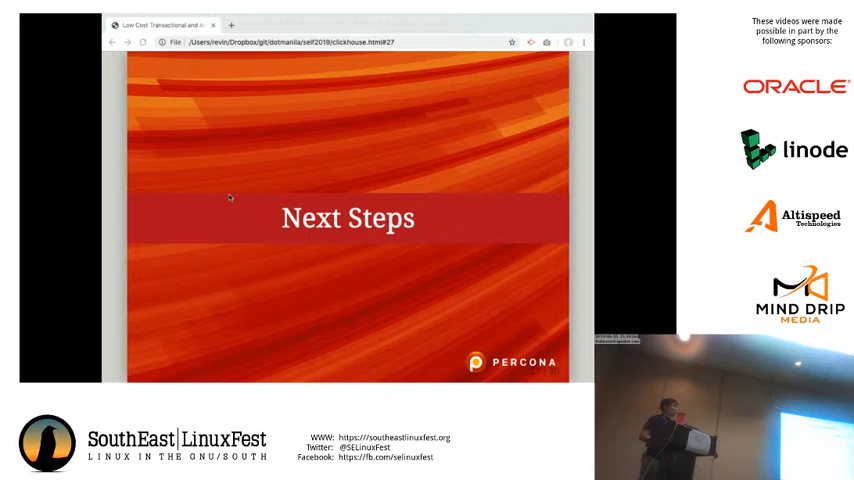 Low Cost Transactional and A
File /Users/revin/Dropbox/git/dotmanila/self2019/clickhouse.html#27
Next Steps
PERCONA
These videos were made
possible in part by the
following sponsors:
ORACLE
linode
Altispeed
Technologies
MIND DRIP
MEDIA
SouthEast|LinuxFest
LINUX IN THE GNU/SOUTH
WWW: https://southeastlinuxfest.org
Twitter: @SELinuxFest
Facebook: https://fb.com/selinuxfest